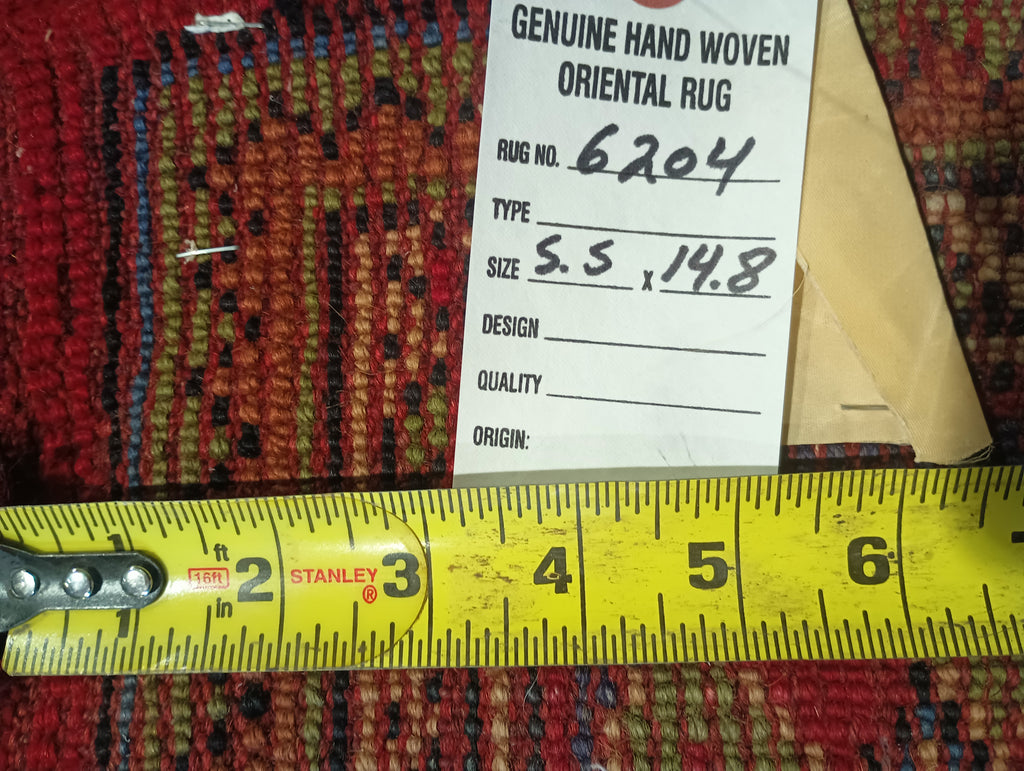 GENUINE HAND WOVEN
ORIENTAL RUG
RUG NO. 6204
TYPE
SIZE 5.5 x 14.8
DESIGN
QUALITY
ORIGIN:
1 ft 2 STANLEY® 3 4 5 6
16ft
1 in